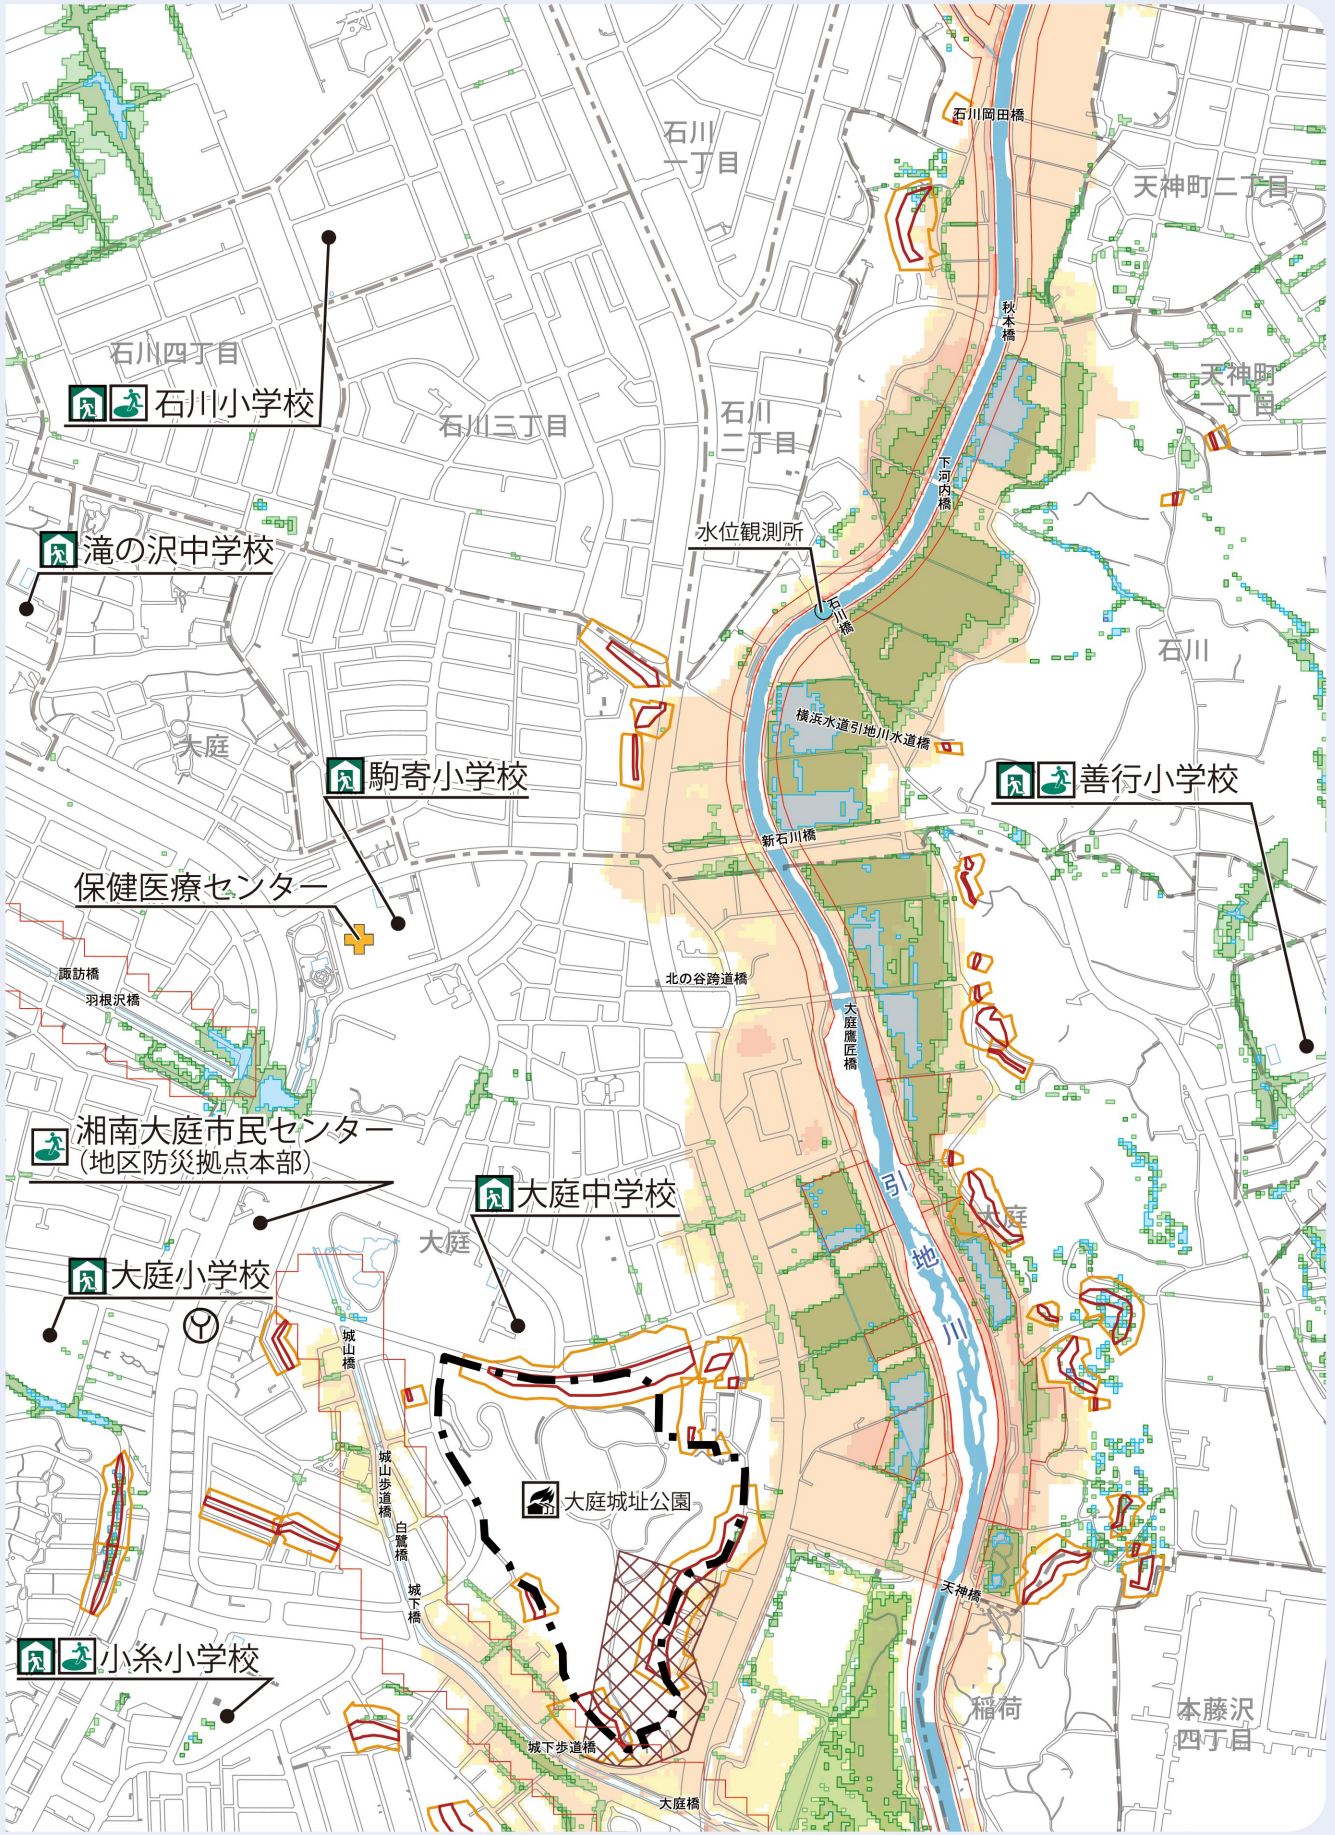 石川岡田橋
石川
一丁目
天神町二丁目
秋本橋
石川四丁目
石川小学校
石川三丁目
石川
二丁目
天神町
一丁目
下河内橋
水位観測所
滝の沢中学校
石川橋
石川
横浜水道引地川水道橋
大庭
駒寄小学校
善行小学校
新石川橋
保健医療センター
諏訪橋
羽根沢橋
北の谷跨道橋
大庭鷹匠橋
湘南大庭市民センター
(地区防災拠点本部)
大庭中学校
大庭
大庭
引地川
大庭小学校
城山橋
城山歩道橋
大庭城址公園
白鷺橋
城下橋
天神橋
小糸小学校
稲荷
本藤沢
四丁目
城下歩道橋
大庭橋